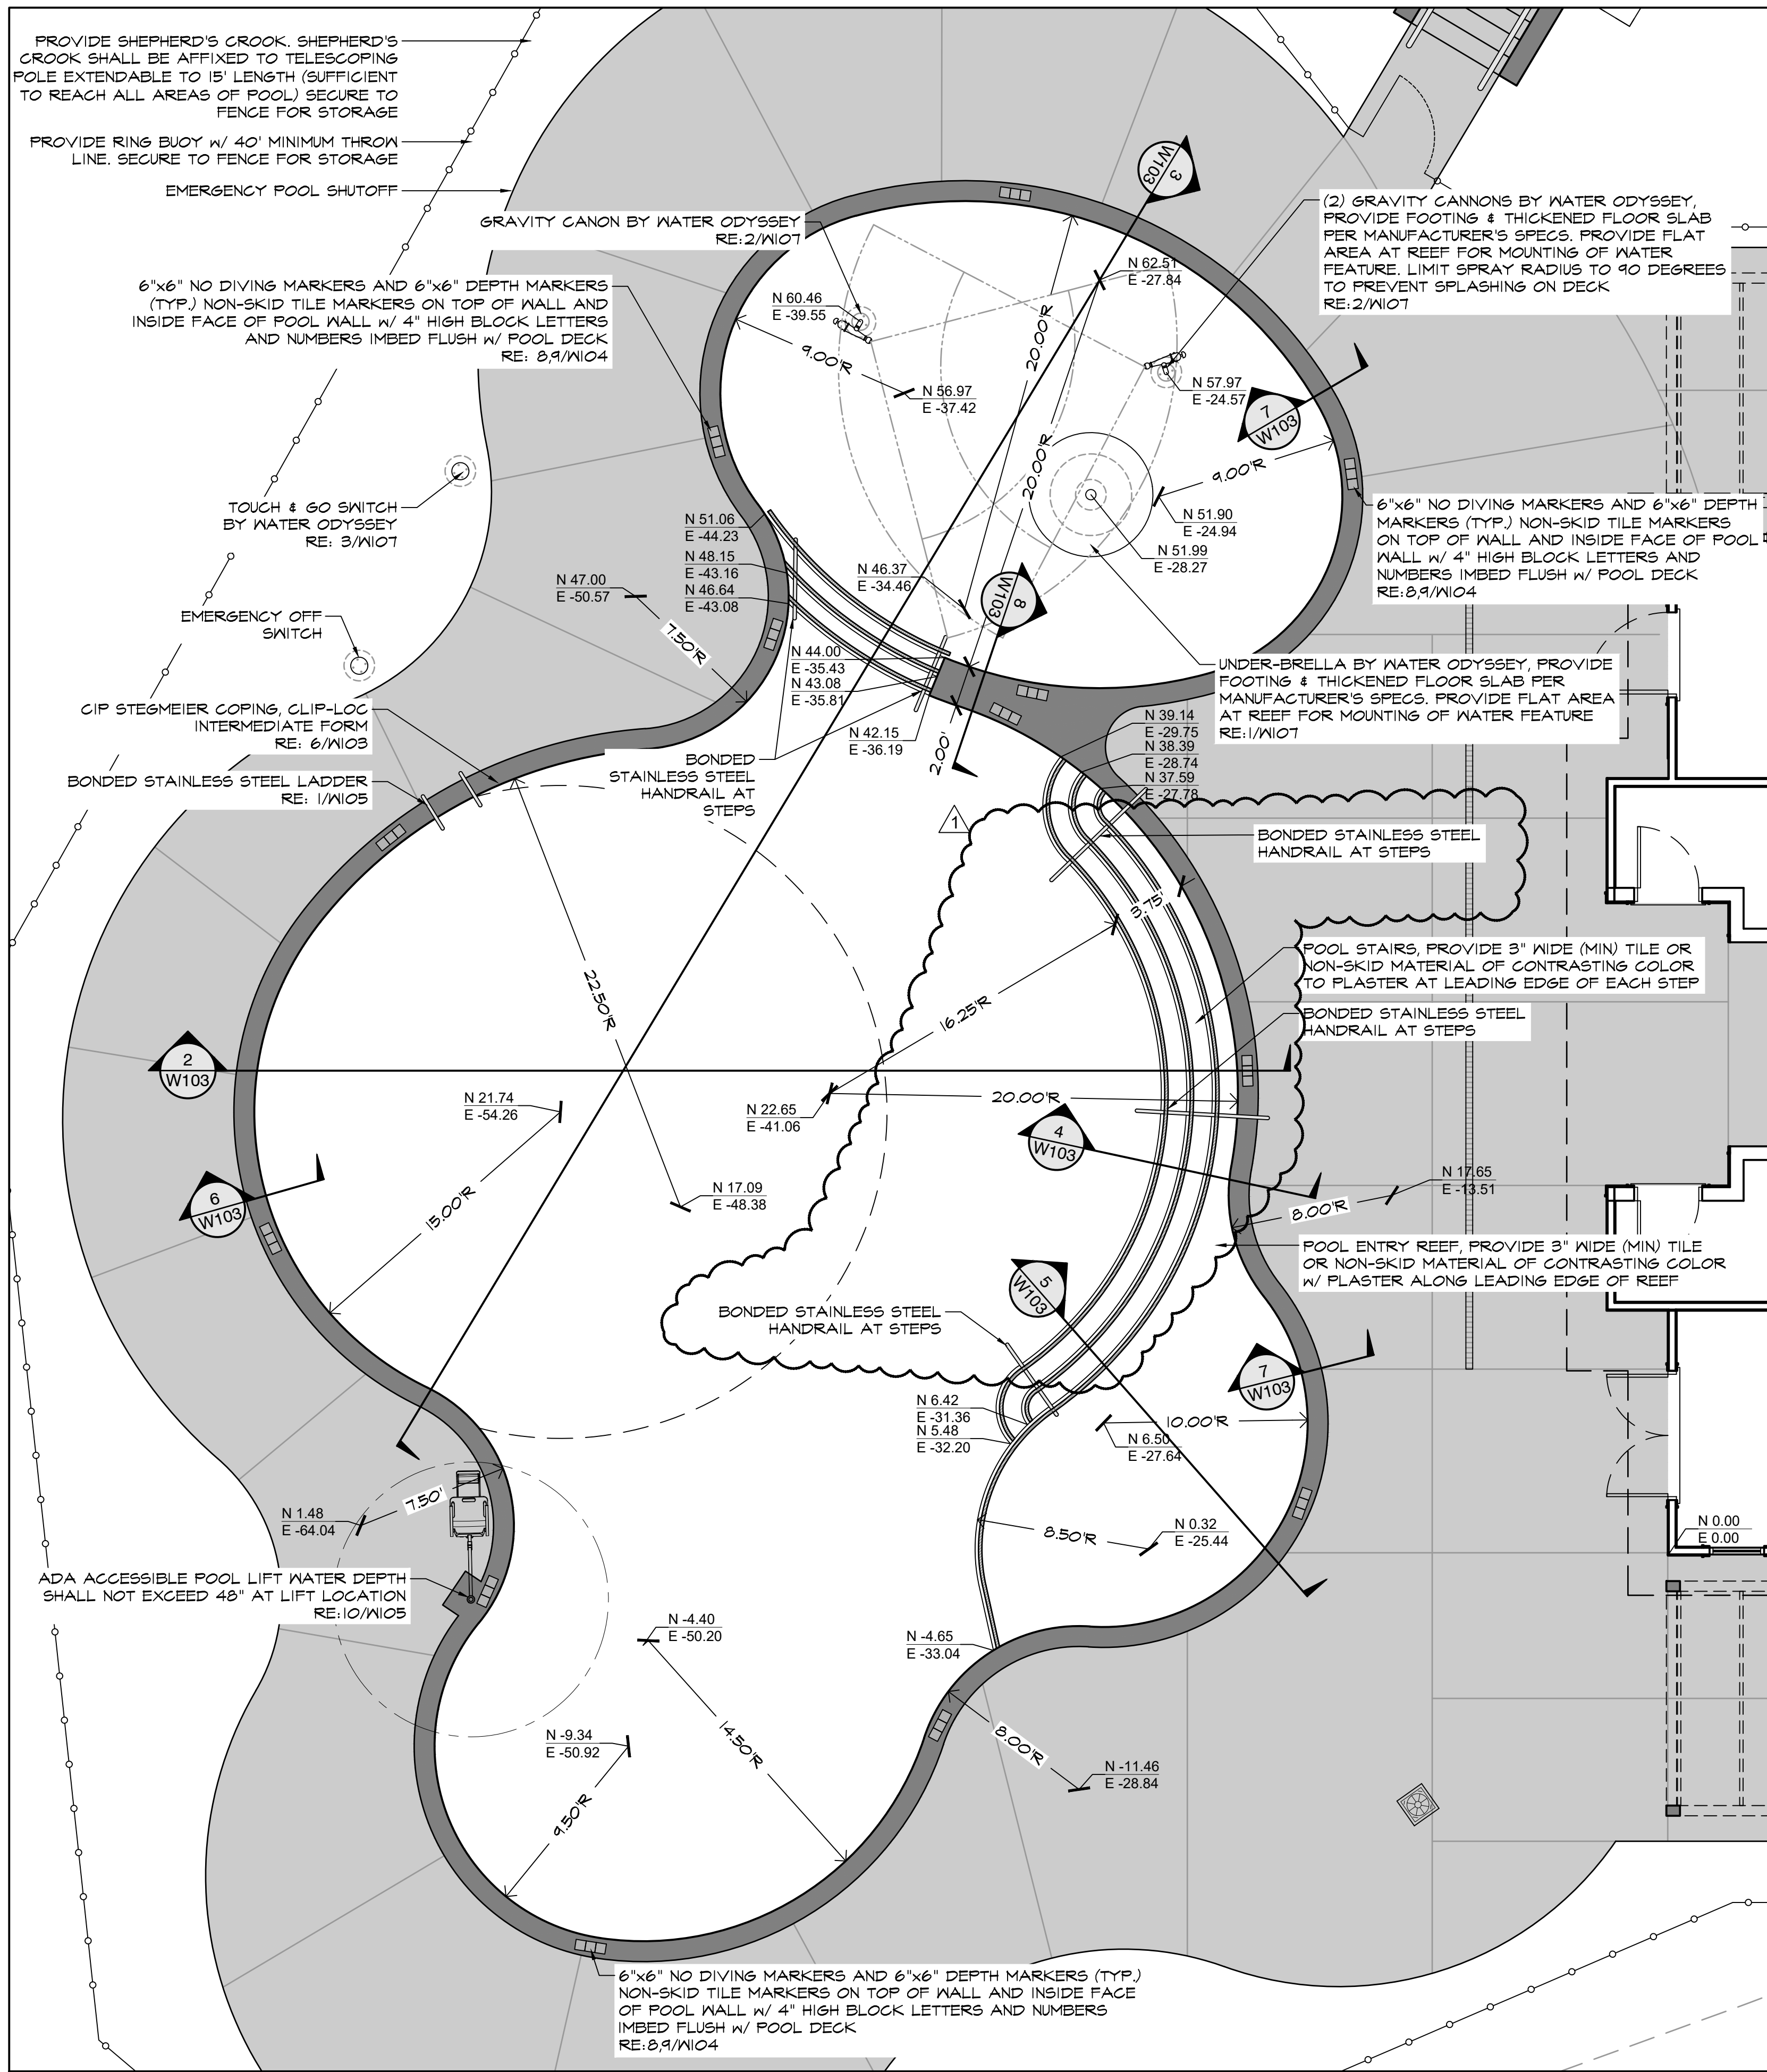 PROVIDE SHEPHERD'S CROOK. SHEPHERD'S
CROOK SHALL BE AFFIXED TO TELESCOPING
POLE EXTENDABLE TO 15' LENGTH (SUFFICIENT
TO REACH ALL AREAS OF POOL) SECURE TO
FENCE FOR STORAGE
PROVIDE RING BUOY W/ 40' MINIMUM THROW
LINE. SECURE TO FENCE FOR STORAGE
EMERGENCY POOL SHUTOFF
GRAVITY CANON BY WATER ODYSSEY
RE:2/W107
3
W103
(2) GRAVITY CANNONS BY WATER ODYSSEY,
PROVIDE FOOTING & THICKENED FLOOR SLAB
PER MANUFACTURER'S SPECS. PROVIDE FLAT
AREA AT REEF FOR MOUNTING OF WATER
FEATURE. LIMIT SPRAY RADIUS TO 90 DEGREES
TO PREVENT SPLASHING ON DECK
RE:2/W107
6"x6" NO DIVING MARKERS AND 6"x6" DEPTH MARKERS
(TYP.) NON-SKID TILE MARKERS ON TOP OF WALL AND
INSIDE FACE OF POOL WALL W/ 4" HIGH BLOCK LETTERS
AND NUMBERS IMBED FLUSH W/ POOL DECK
RE: 8,9/W104
N 62.51
E -27.84
N 60.46
E -39.55
20.00'R
9.00'R
N 56.97
E -37.42
N 57.97
E -24.57
7
W103
20.00'R
9.00'R
TOUCH & GO SWITCH
BY WATER ODYSSEY
RE: 3/W107
N 51.06
E -44.23
N 51.90
E -24.94
N 51.99
E -28.27
6"x6" NO DIVING MARKERS AND 6"x6" DEPTH
MARKERS (TYP.) NON-SKID TILE MARKERS
ON TOP OF WALL AND INSIDE FACE OF POOL
WALL W/ 4" HIGH BLOCK LETTERS AND
NUMBERS IMBED FLUSH W/ POOL DECK
RE:8,9/W104
N 48.15
E -43.16
N 46.64
E -43.08
N 47.00
E -50.57
N 46.37
E -34.46
8
W103
EMERGENCY OFF
SWITCH
7.50'R
N 44.00
E -35.43
N 43.08
E -35.81
UNDER-BRELLA BY WATER ODYSSEY, PROVIDE
FOOTING & THICKENED FLOOR SLAB PER
MANUFACTURER'S SPECS. PROVIDE FLAT AREA
AT REEF FOR MOUNTING OF WATER FEATURE
RE:1/W107
CIP STEGMEIER COPING, CLIP-LOC
INTERMEDIATE FORM
RE: 6/W103
N 42.15
E -36.19
2.00'
N 39.14
E -29.75
N 38.39
E -28.74
N 37.59
E -27.78
BONDED
STAINLESS STEEL
HANDRAIL AT
STEPS
BONDED STAINLESS STEEL LADDER
RE: 1/W105
1
BONDED STAINLESS STEEL
HANDRAIL AT STEPS
3.75'
POOL STAIRS, PROVIDE 3" WIDE (MIN) TILE OR
NON-SKID MATERIAL OF CONTRASTING COLOR
TO PLASTER AT LEADING EDGE OF EACH STEP
22.50'R
16.25'R
BONDED STAINLESS STEEL
HANDRAIL AT STEPS
2
W103
N 21.74
E -54.26
N 22.65
E -41.06
20.00'R
4
W103
6
W103
15.00'R
N 17.09
E -48.38
N 17.65
E -13.51
8.00'R
POOL ENTRY REEF, PROVIDE 3" WIDE (MIN) TILE
OR NON-SKID MATERIAL OF CONTRASTING COLOR
W/ PLASTER ALONG LEADING EDGE OF REEF
5
W103
BONDED STAINLESS STEEL
HANDRAIL AT STEPS
7
W103
N 6.42
E -31.36
N 5.48
E -32.20
10.00'R
N 6.50
E -27.64
7.50'
N 1.48
E -64.04
8.50'R
N 0.32
E -25.44
N 0.00
E 0.00
ADA ACCESSIBLE POOL LIFT WATER DEPTH
SHALL NOT EXCEED 48" AT LIFT LOCATION
RE:10/W105
N -4.40
E -50.20
N -4.65
E -33.04
N -9.34
E -50.92
14.50'R
8.00'R
N -11.46
E -28.84
9.50'R
6"x6" NO DIVING MARKERS AND 6"x6" DEPTH MARKERS (TYP.)
NON-SKID TILE MARKERS ON TOP OF WALL AND INSIDE FACE
OF POOL WALL W/ 4" HIGH BLOCK LETTERS AND NUMBERS
IMBED FLUSH W/ POOL DECK
RE:8,9/W104